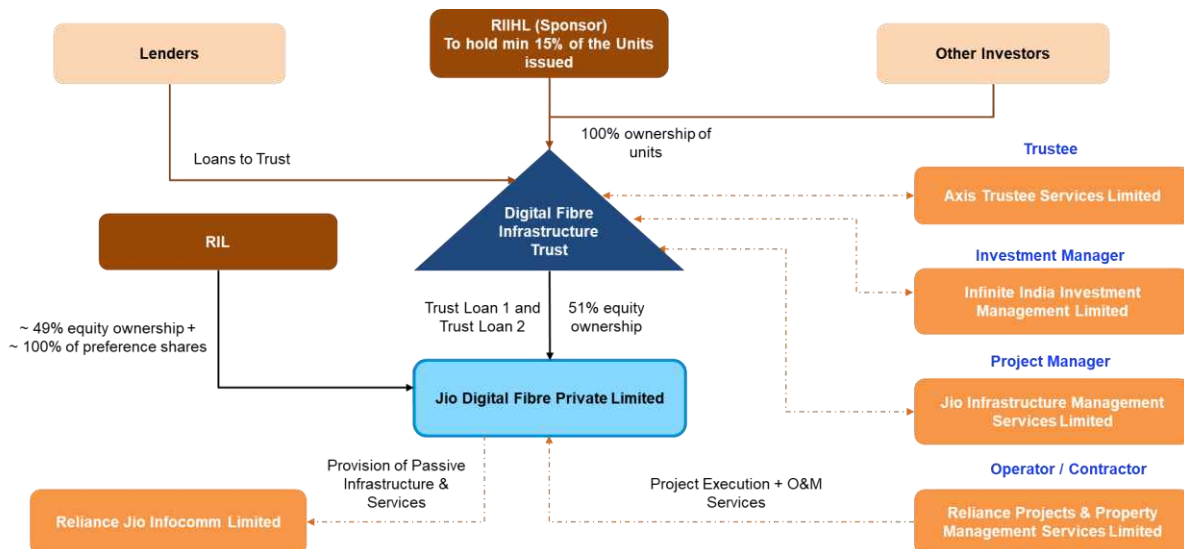 RIIHL (Sponsor)
To hold min 15% of the Units
issued
Lenders
Other Investors
100% ownership of
units
Loans to Trust
Trustee
Axis Trustee Services Limited
Digital Fibre
Infrastructure
Trust
RIL
Investment Manager
Infinite India Investment
Management Limited
Trust Loan 1 and
Trust Loan 2
51% equity
ownership
~ 49% equity ownership +
~ 100% of preference shares
Project Manager
Jio Digital Fibre Private Limited
Jio Infrastructure Management
Services Limited
Provision of Passive
Infrastructure &
Services
Project Execution + O&M
Services
Operator / Contractor
Reliance Jio Infocomm Limited
Reliance Projects & Property
Management Services Limited